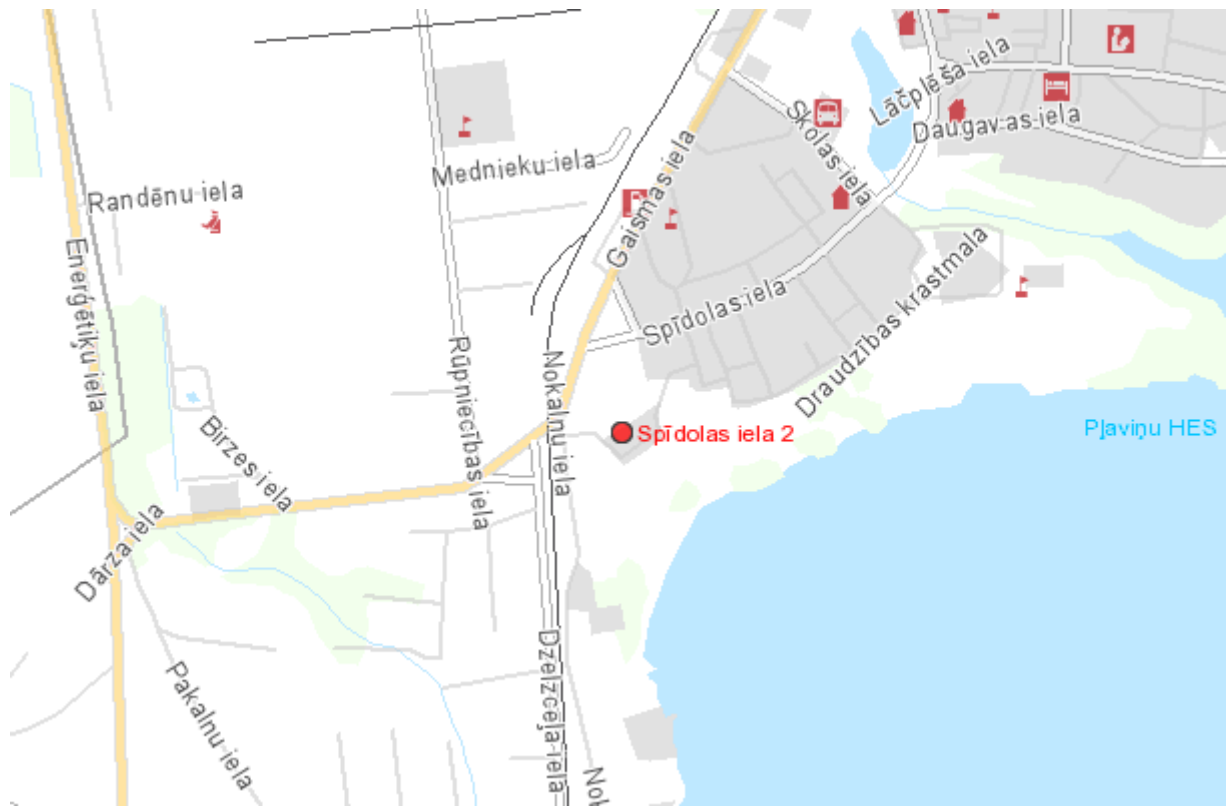 Lāčplēša iela
Daugavas iela
Skolas iela
Mednieku iela
Randēnu iela
Gaismas iela
Enerģētiķu iela
Spīdolas iela
Draudzības krastmala
Rūpniecības iela
Nokalnu iela
Birzes iela
Spīdolas iela 2
Pļaviņu HES
Dārza iela
Pakalnu iela
Dzelzceļa iela
Nok